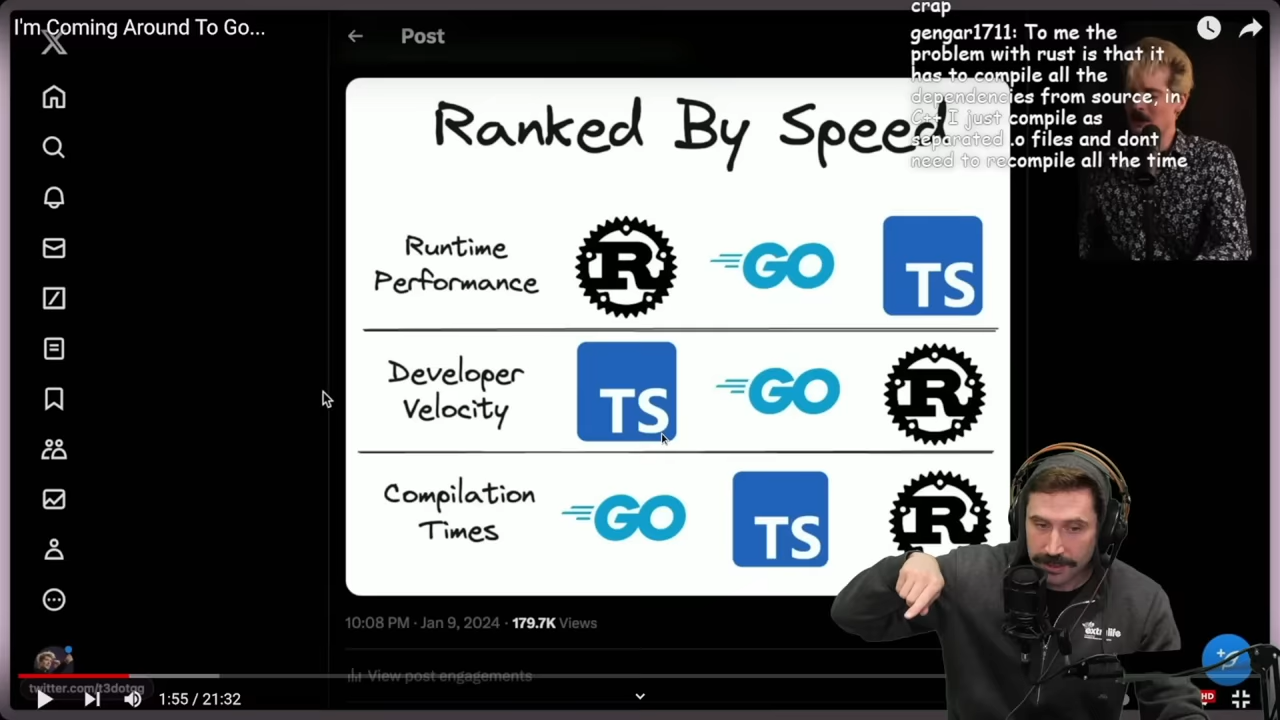 I'm Coming Around To Go...
Post
crap
gengar1711: To me the
problem with rust is that it
has to compile all the
dependencies from source, in
C++ I just compile as
separated .o files and dont
need to recompile all the time
Ranked By Speed
Runtime
Performance
R
GO
TS
Developer
Velocity
TS
GO
R
Compilation
Times
GO
TS
R
10:08 PM · Jan 9, 2024 · 179.7K Views
View post engagements
twitter.com/t3dotgg
1:55 / 21:32
HD